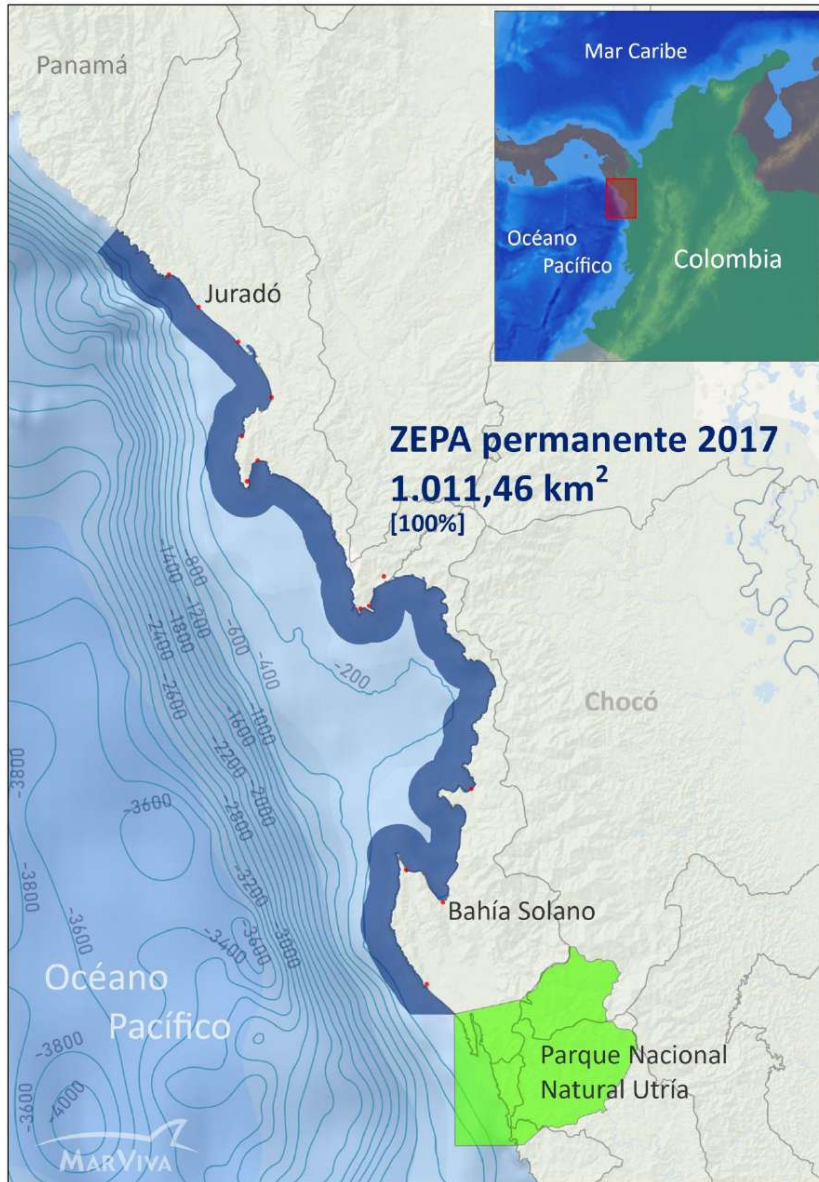 Panamá
Mar Caribe
Océano
Pacífico
Colombia
Juradó
ZEPA permanente 2017
1.011,46 km²
[100%]
Chocó
-800
-1400
-1200
-1800
-600
-2400
-400
-200
-2600
-1000
-1600
-2200
-2000
-2800
-3800
-3600
-3200
-3800
-3600
-3400
-3600
-3000
Bahía Solano
Océano
Pacífico
-3800
-3600
-4000
Parque Nacional
Natural Utría
MARVIVA